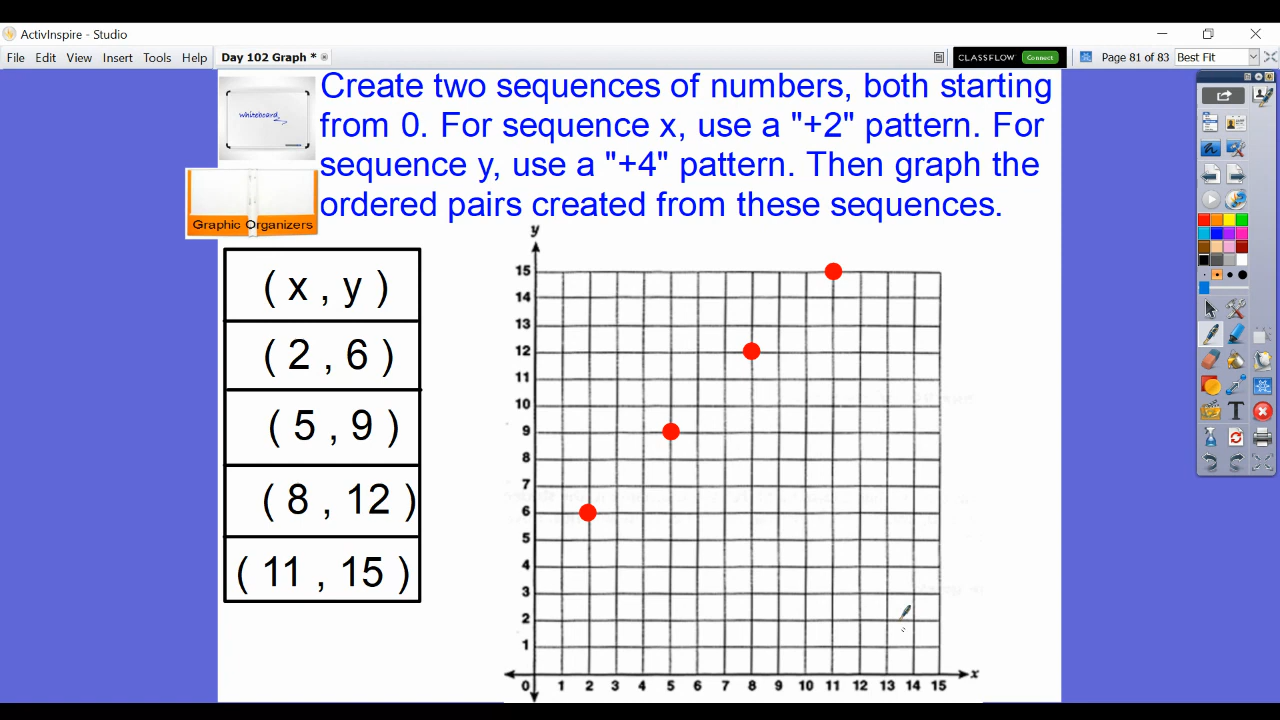 ActivInspire - Studio
File Edit View Insert Tools Help Day 102 Graph * CLASSFLOW Connect Page 81 of 83 Best Fit
whiteboard
Create two sequences of numbers, both starting
from 0. For sequence x, use a "+2" pattern. For
sequence y, use a "+4" pattern. Then graph the
ordered pairs created from these sequences.
Graphic Organizers
( x , y )
( 2 , 6 )
( 5 , 9 )
( 8 , 12 )
( 11 , 15 )
y
15
14
13
12
11
10
9
8
7
6
5
4
3
2
1
0 1 2 3 4 5 6 7 8 9 10 11 12 13 14 15 x